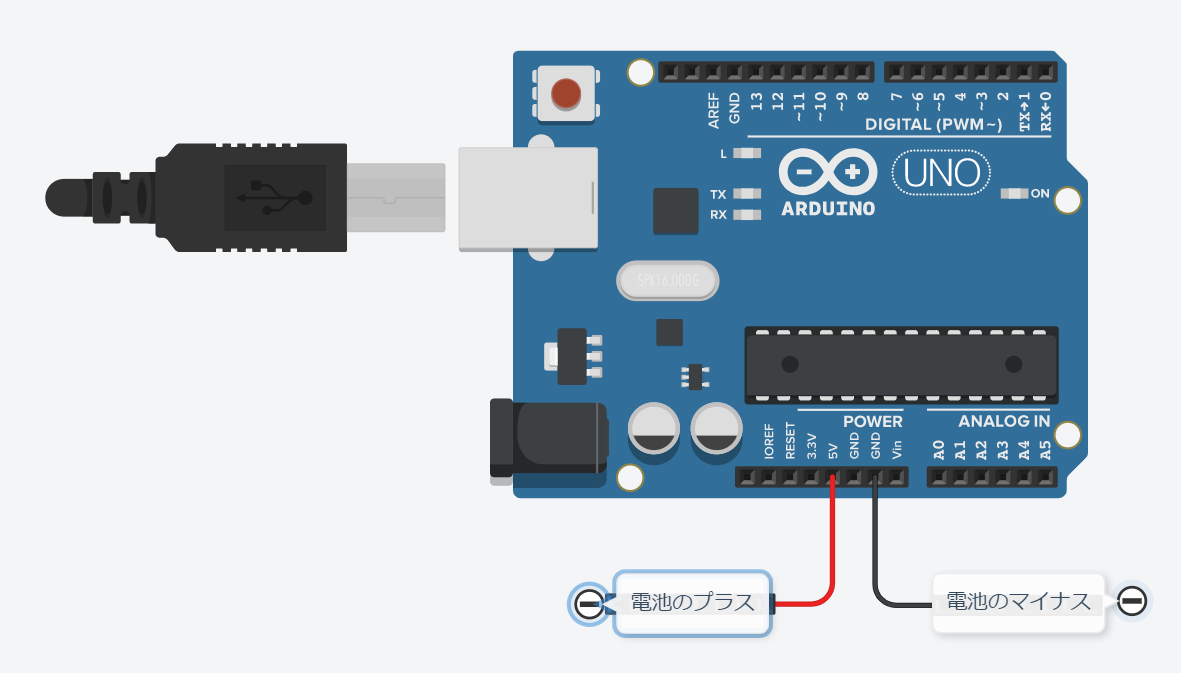 AREF
GND
13
12
~11
~10
~9
8
7
~6
~5
4
~3
2
TX→1
RX←0
DIGITAL (PWM~)
L
TX
RX
ARDUINO
UNO
ON
SPK16.000G
POWER
ANALOG IN
IOREF
RESET
3.3V
5V
GND
GND
Vin
A0
A1
A2
A3
A4
A5
電池のプラス
電池のマイナス